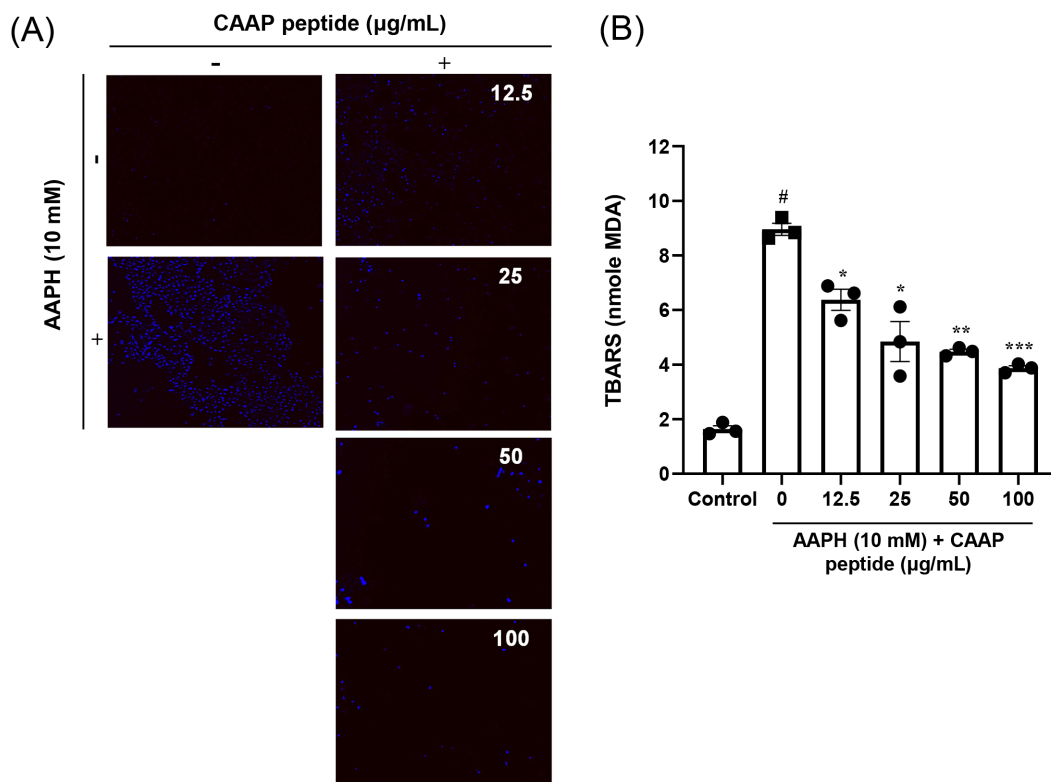 (A)
CAAP peptide (µg/mL)
- +
AAPH (10 mM)
-
+
12.5
25
50
100
(B)
TBARS (nmole MDA)
12
10
8
6
4
2
0
#
*
*
**
***
Control 0 12.5 25 50 100
AAPH (10 mM) + CAAP
peptide (µg/mL)